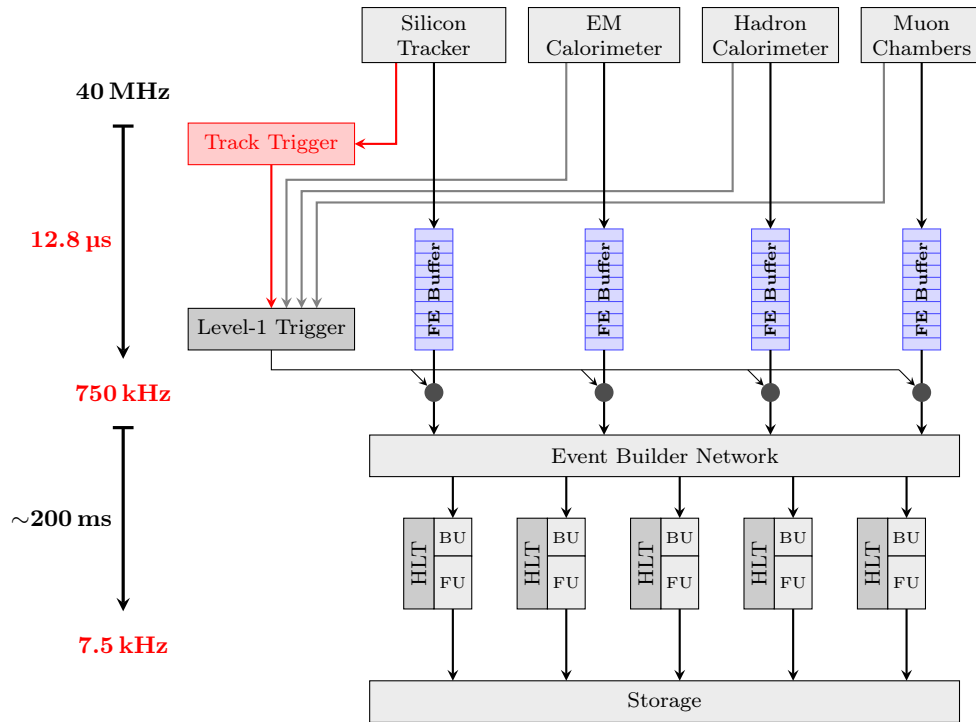 Silicon
Tracker
EM
Calorimeter
Hadron
Calorimeter
Muon
Chambers
40 MHz
Track Trigger
12.8 µs
FE Buffer
FE Buffer
FE Buffer
FE Buffer
Level-1 Trigger
750 kHz
Event Builder Network
~200 ms
HLT
BU
FU
HLT
BU
FU
HLT
BU
FU
HLT
BU
FU
HLT
BU
FU
7.5 kHz
Storage